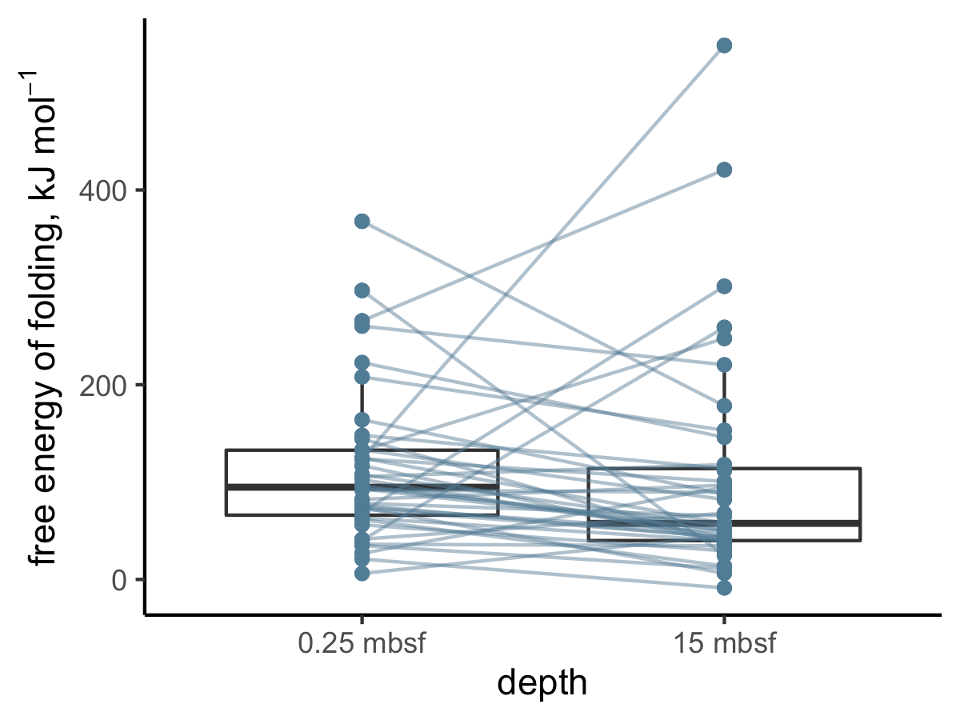 free energy of folding, kJ mol⁻¹
400
200
0
0.25 mbsf
15 mbsf
depth